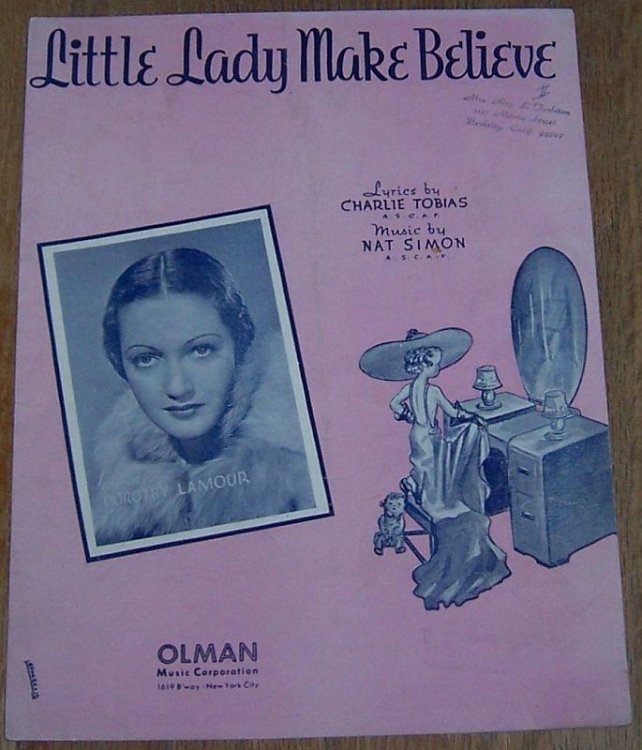 Little Lady Make Believe
II
Lyrics by
CHARLIE TOBIAS
A.S.C.A.P.
Music by
NAT SIMON
A.S.C.A.P.
DOROTHY LAMOUR
OLMAN
Music Corporation
1619 B'way - New York City